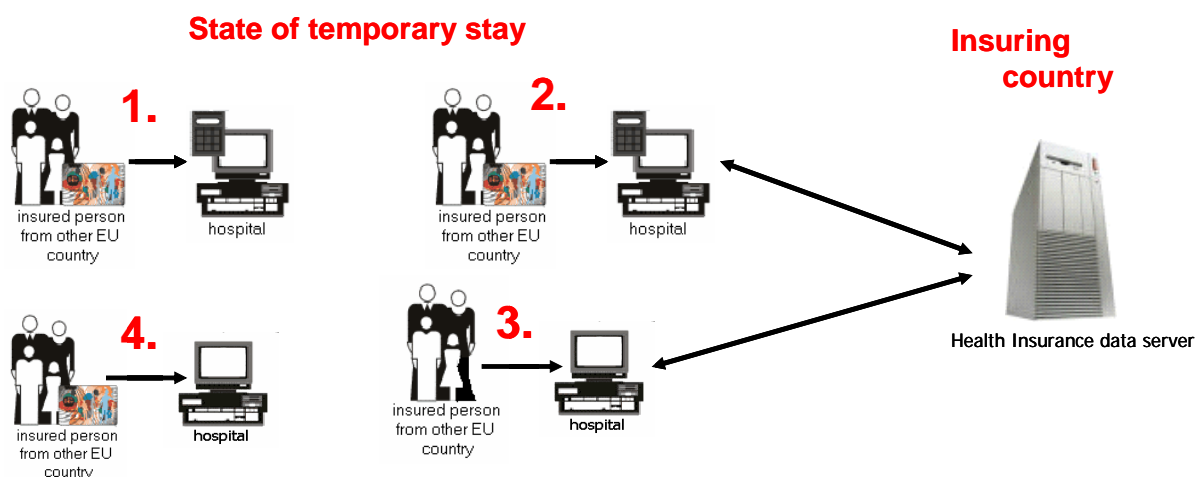 State of temporary stay
Insuring
country
1.
insured person
from other EU
country
hospital
2.
insured person
from other EU
country
hospital
Health Insurance data server
4.
insured person
from other EU
country
hospital
3.
insured person
from other EU
country
hospital